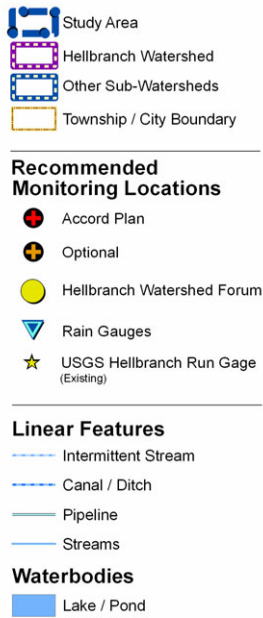 Study Area
Hellbranch Watershed
Other Sub-Watersheds
Township / City Boundary
Recommended
Monitoring Locations
Accord Plan
Optional
Hellbranch Watershed Forum
Rain Gauges
USGS Hellbranch Run Gage
(Existing)
Linear Features
Intermittent Stream
Canal / Ditch
Pipeline
Streams
Waterbodies
Lake / Pond